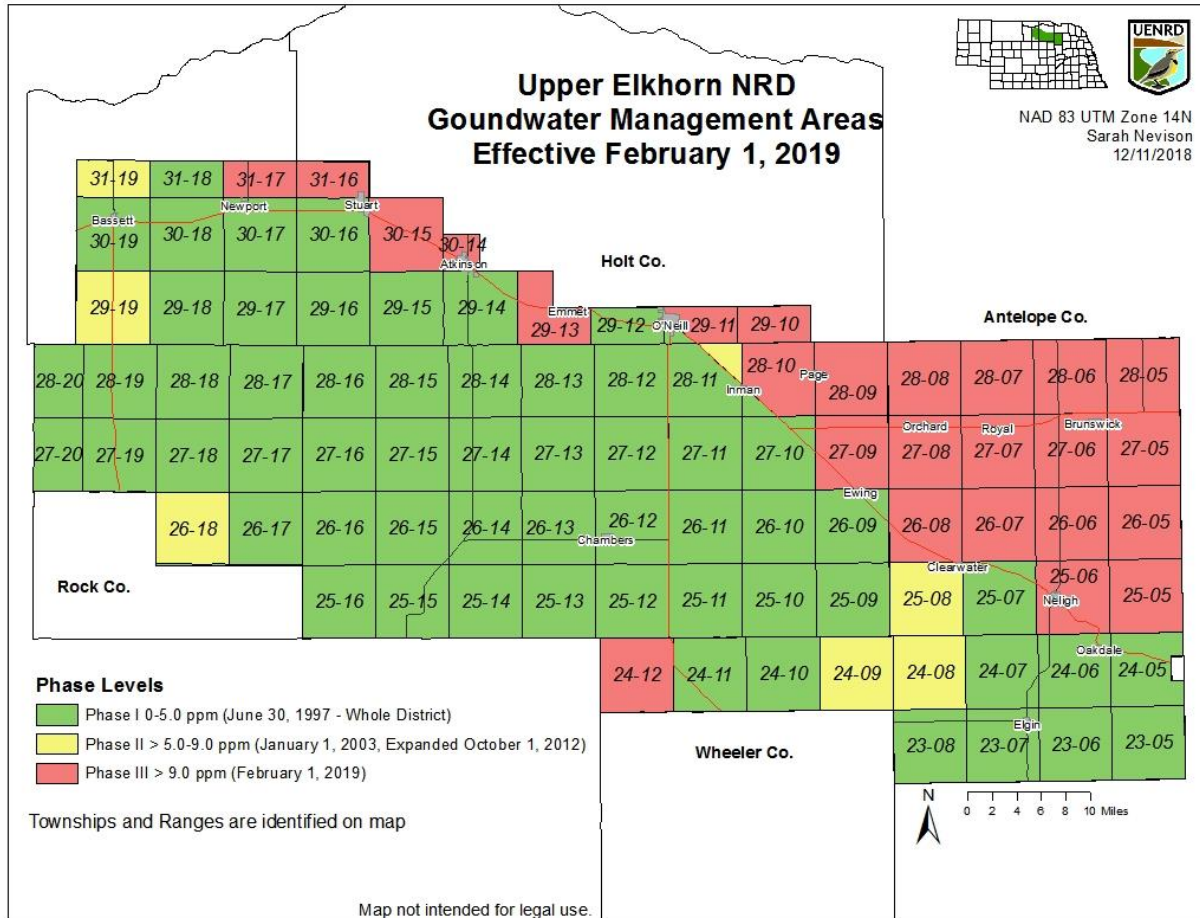 UENRD
Upper Elkhorn NRD
Goundwater Management Areas
Effective February 1, 2019
NAD 83 UTM Zone 14N
Sarah Nevison
12/11/2018
31-19 31-18 31-17 31-16
Bassett Newport Stuart
30-19 30-18 30-17 30-16 30-15 30-14
Atkinson
Holt Co.
29-19 29-18 29-17 29-16 29-15 29-14 29-13 29-12 29-11 29-10
Emmet O'Neill
Antelope Co.
28-20 28-19 28-18 28-17 28-16 28-15 28-14 28-13 28-12 28-11 28-10 28-09 28-08 28-07 28-06 28-05
Inman Page
Orchard Royal Brunswick
27-20 27-19 27-18 27-17 27-16 27-15 27-14 27-13 27-12 27-11 27-10 27-09 27-08 27-07 27-06 27-05
Ewing
26-18 26-17 26-16 26-15 26-14 26-13 26-12 26-11 26-10 26-09 26-08 26-07 26-06 26-05
Chambers
Clearwater
Rock Co.
25-16 25-15 25-14 25-13 25-12 25-11 25-10 25-09 25-08 25-07 25-06 25-05
Neligh
Oakdale
24-12 24-11 24-10 24-09 24-08 24-07 24-06 24-05
Elgin
23-08 23-07 23-06 23-05
Wheeler Co.
Phase Levels
Phase I 0-5.0 ppm (June 30, 1997 - Whole District)
Phase II > 5.0-9.0 ppm (January 1, 2003, Expanded October 1, 2012)
Phase III > 9.0 ppm (February 1, 2019)
Townships and Ranges are identified on map
N
0 2 4 6 8 10 Miles
Map not intended for legal use.